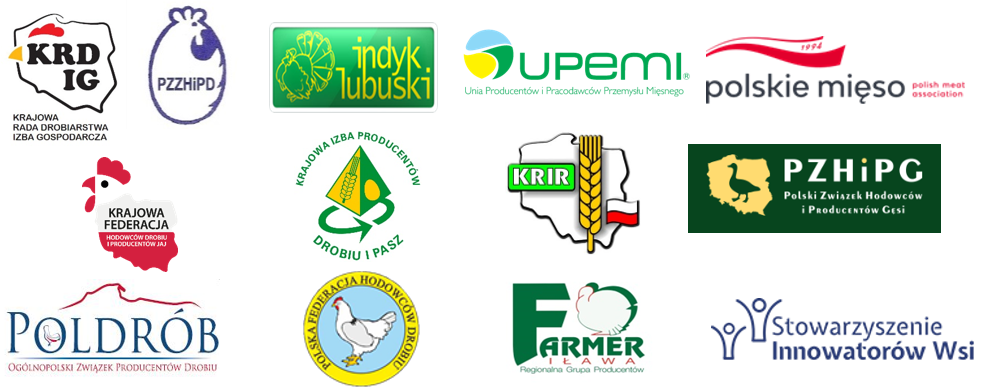 KRD
IG
KRAJOWA
RADA DROBIARSTWA
IZBA GOSPODARCZA
PZZHiPD
indyk
lubuski
UPEMI®
Unia Producentów i Pracodawców Przemysłu Mięsnego
1994
polskie mięso
polish meat
association
KRAJOWA
FEDERACJA
HODOWCÓW DROBIU
I PRODUCENTÓW JAJ
KRAJOWA IZBA PRODUCENTÓW
DROBIU I PASZ
KRIR
PZHiPG
Polski Związek Hodowców
i Producentów Gęsi
POLDRÓB
OGÓLNOPOLSKI ZWIĄZEK PRODUCENTÓW DROBIU
POLSKA FEDERACJA HODOWCÓW DROBIU
FARMER
IŁAWA
Regionalna Grupa Producentów
Stowarzyszenie
Innowatorów Wsi